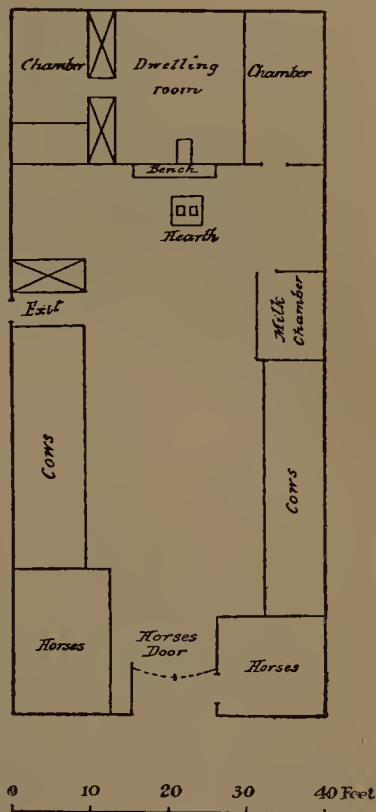 Chamber
Dwelling
room
Chamber
Bench
Hearth
Exit
Milk
Chamber
Cows
Cows
Horses
Horses
Door
Horses
0 10 20 30 40 Feet